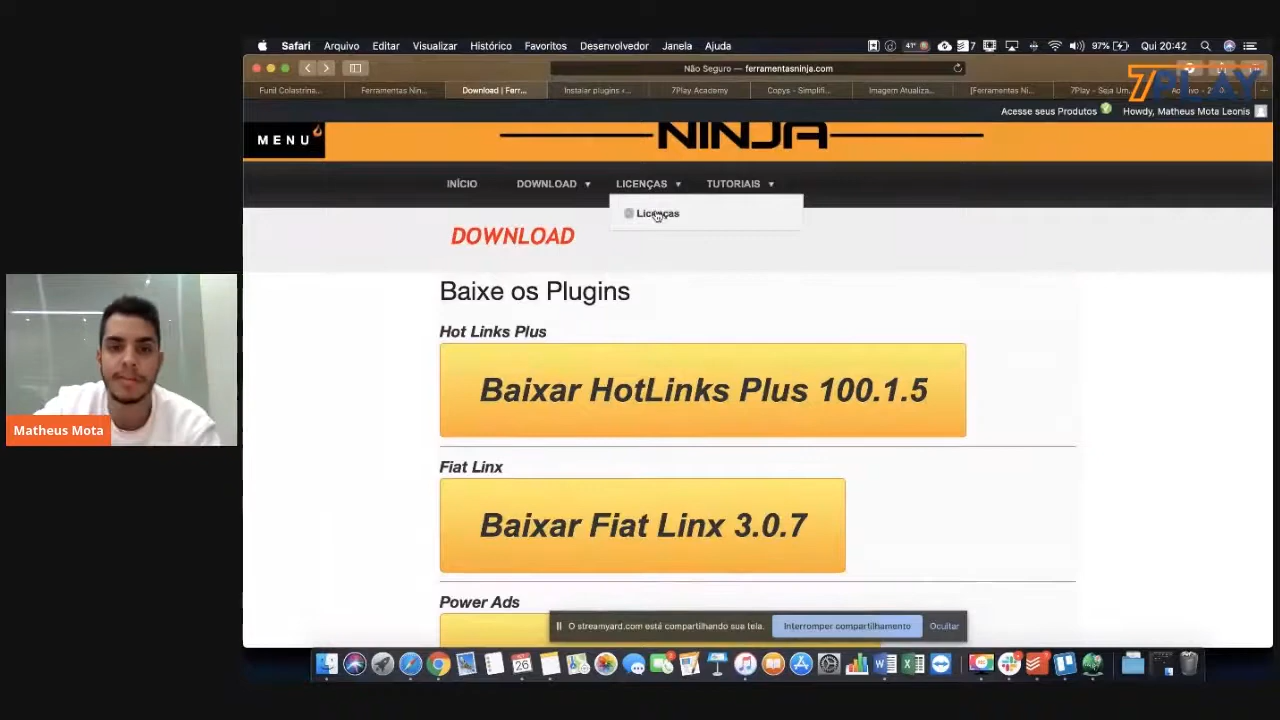 Safari Arquivo Editar Visualizar Histórico Favoritos Desenvolvedor Janela Ajuda
7 41° 97% Qui 20:42
Não Seguro — ferramentasninja.com
Funil Colastrina... Ferramentas Nin... Download | Ferr... Instalar plugins ‹... 7Play Academy Copys - Simplifi... Imagem Atualiza... [Ferramentas Ni... 7Play - Seja Um...
7PLAY
Acesse seus Produtos Howdy, Matheus Mota Leonis
MENU
NINJA
INÍCIO DOWNLOAD LICENÇAS TUTORIAIS
Licenças
DOWNLOAD
Baixe os Plugins
Hot Links Plus
Baixar HotLinks Plus 100.1.5
Matheus Mota
Fiat Linx
Baixar Fiat Linx 3.0.7
Power Ads
O streamyard.com está compartilhando sua tela. Interromper compartilhamento Ocultar
26